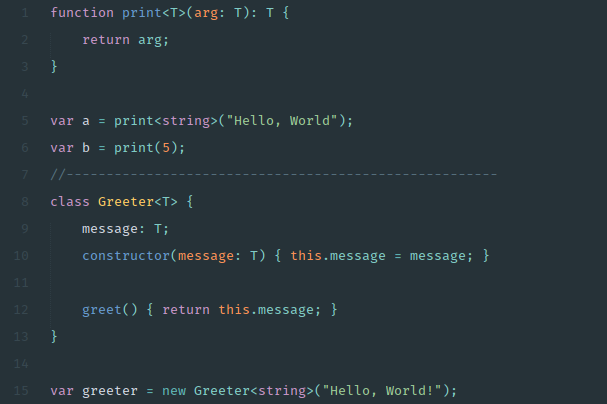 1 function print<T>(arg: T): T {
2     return arg;
3 }
4
5 var a = print<string>("Hello, World");
6 var b = print(5);
7 //------------------------------------------------------
8 class Greeter<T> {
9     message: T;
10     constructor(message: T) { this.message = message; }
11
12     greet() { return this.message; }
13 }
14
15 var greeter = new Greeter<string>("Hello, World!");